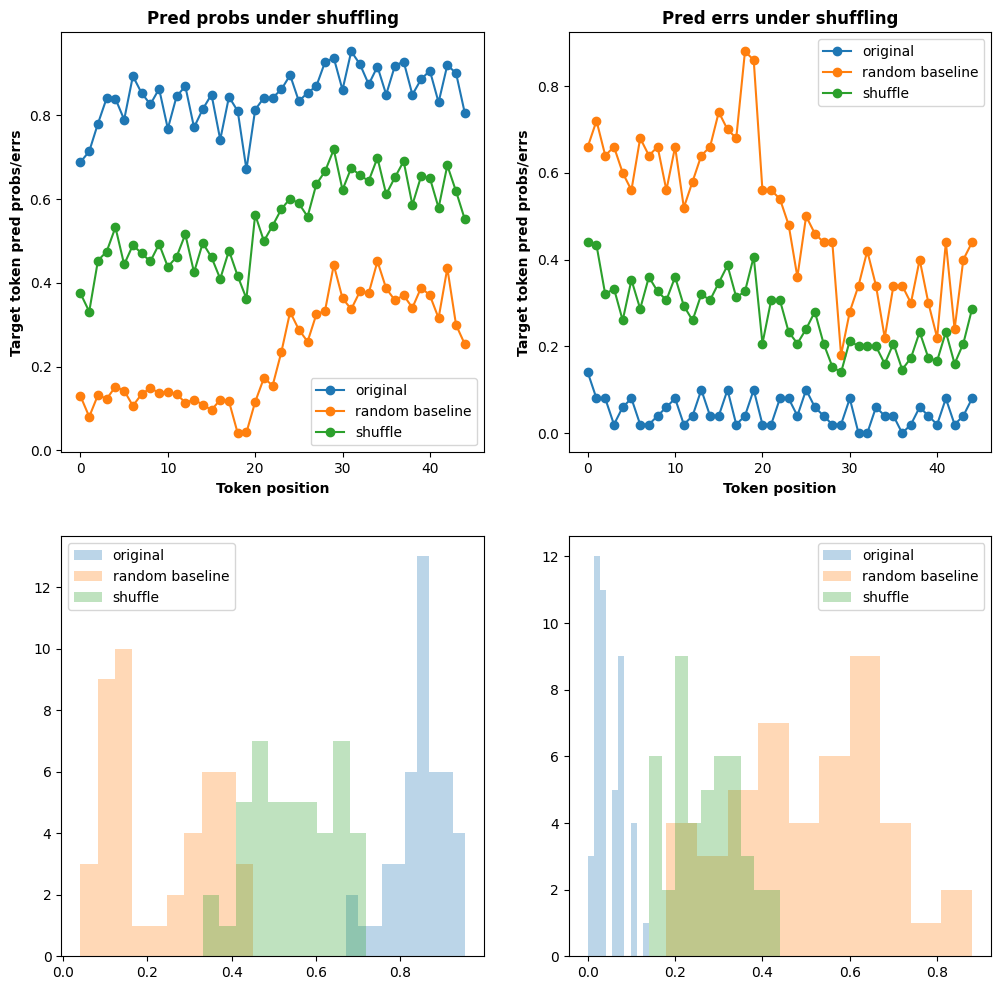 Pred probs under shuffling
Target token pred probs/errs
0.8
0.6
0.4
0.2
0.0
original
random baseline
shuffle
0 10 20 30 40
Token position
Pred errs under shuffling
Target token pred probs/errs
0.8
0.6
0.4
0.2
0.0
original
random baseline
shuffle
0 10 20 30 40
Token position
original
random baseline
shuffle
12
10
8
6
4
2
0
0.0 0.2 0.4 0.6 0.8
original
random baseline
shuffle
12
10
8
6
4
2
0
0.0 0.2 0.4 0.6 0.8